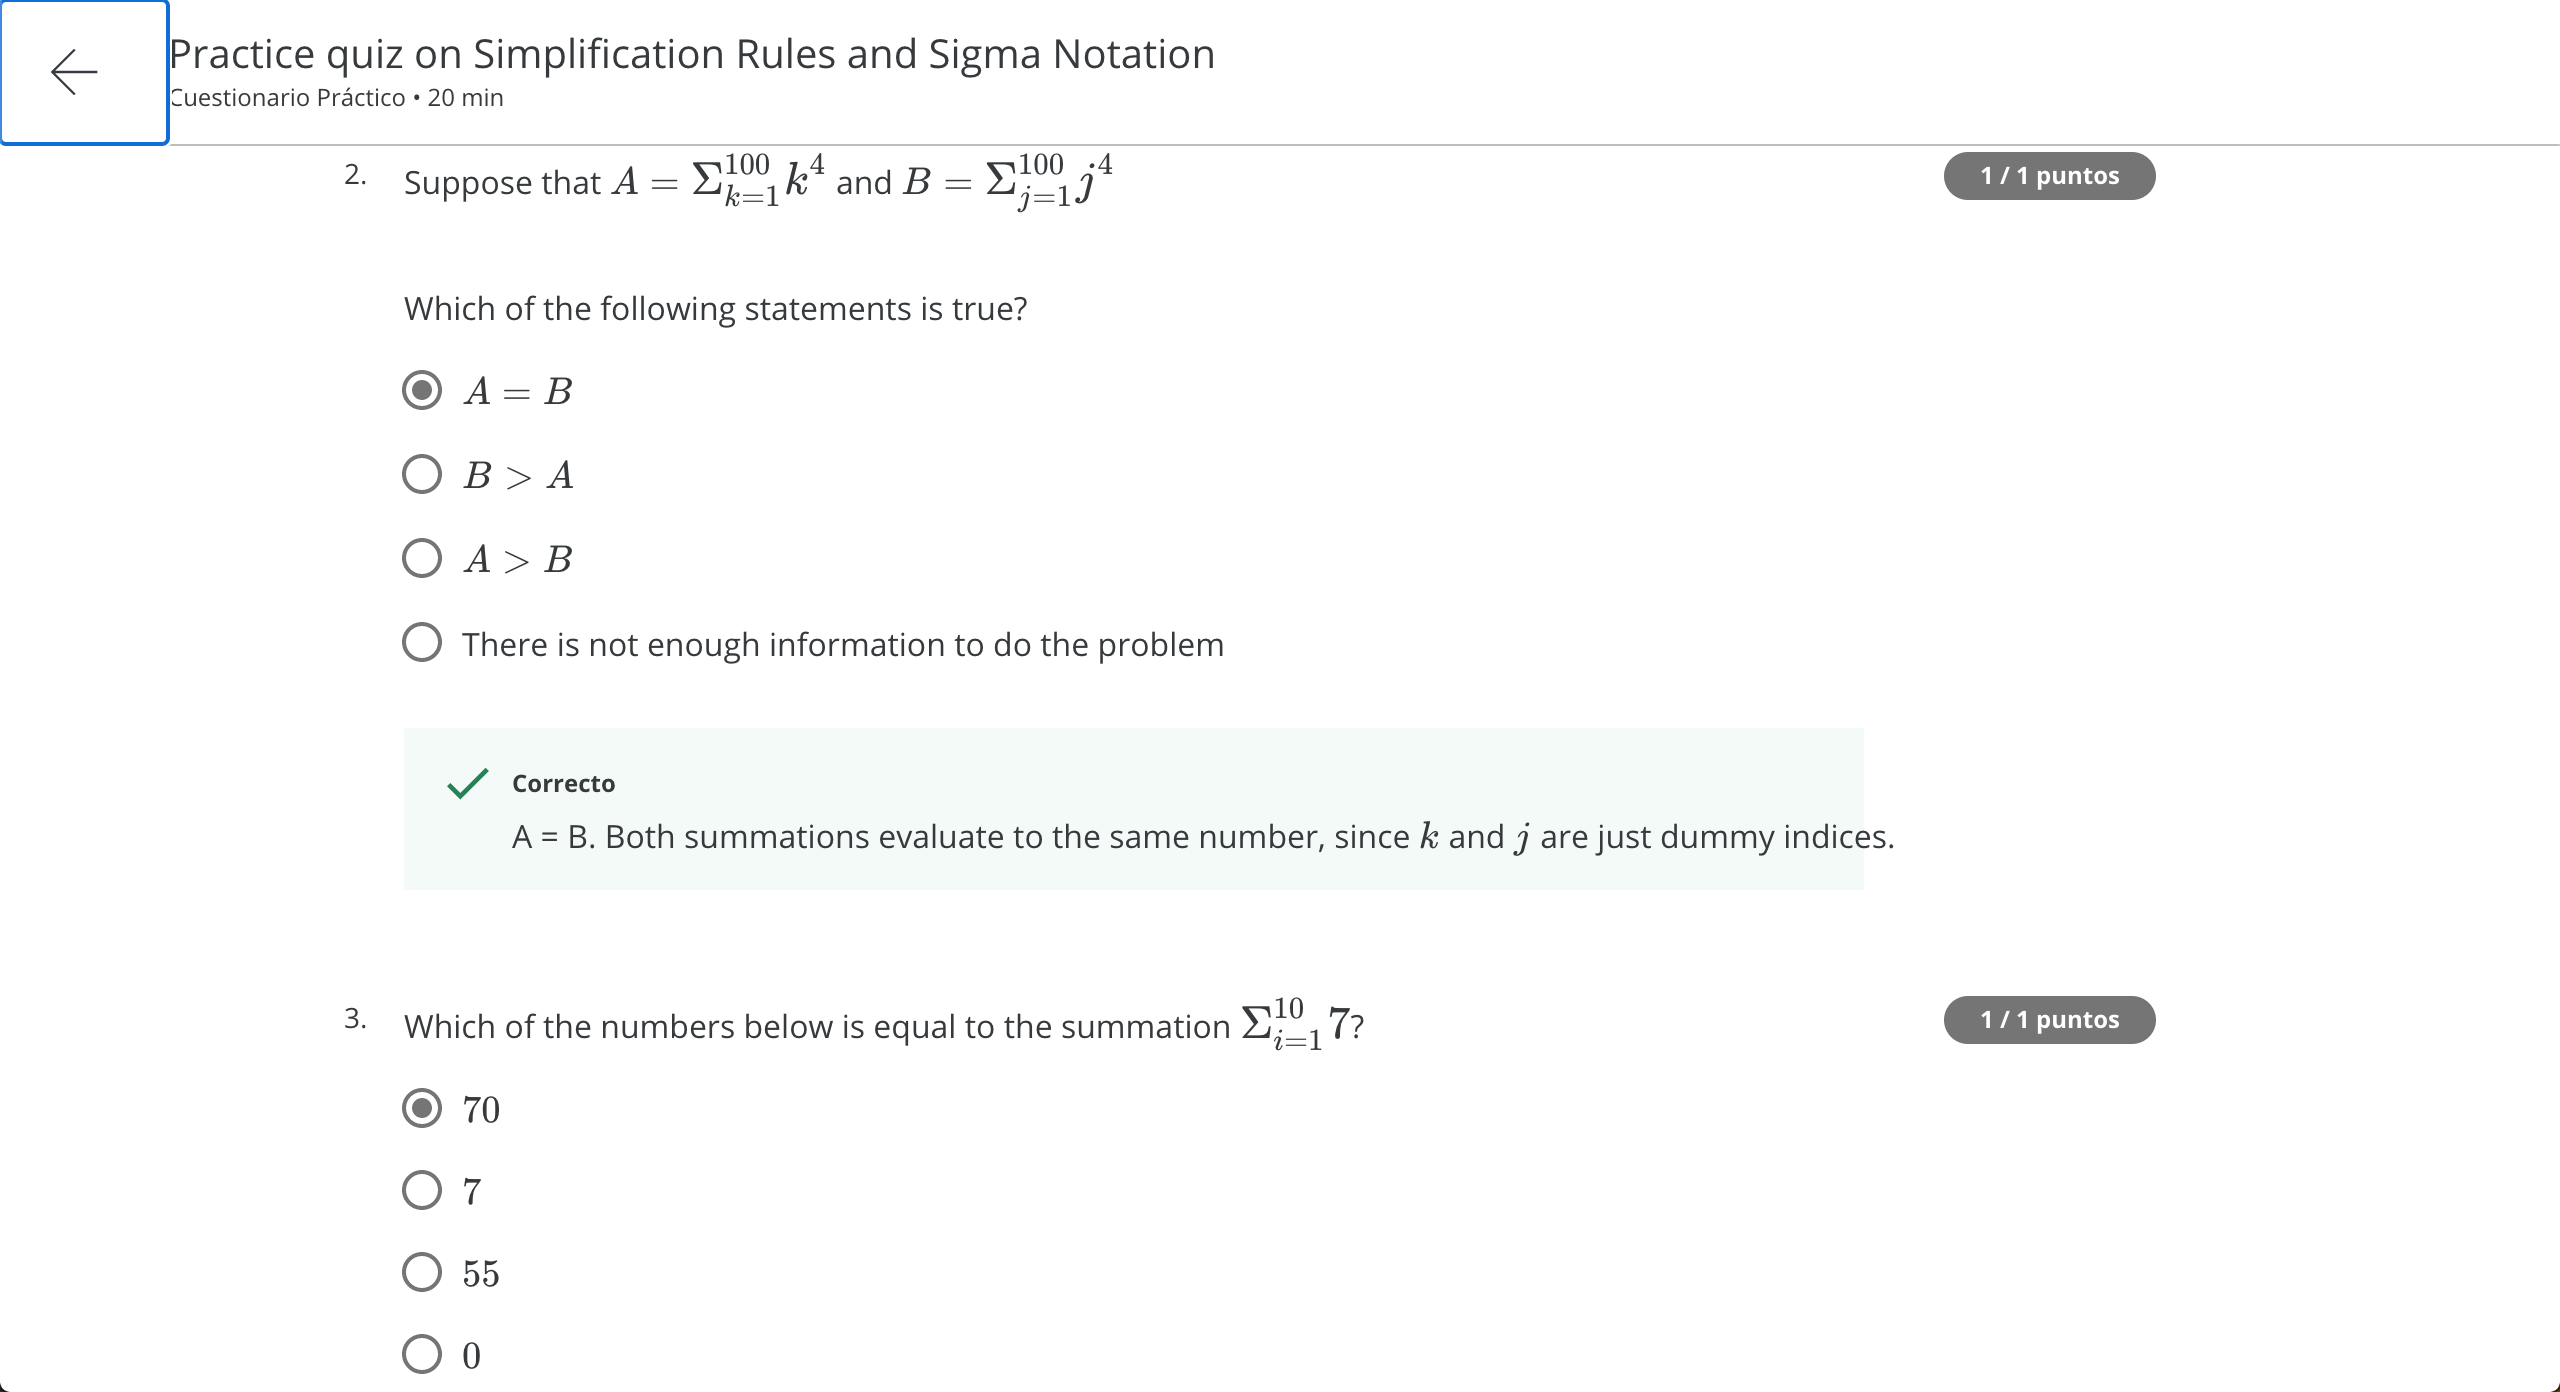 Practice quiz on Simplification Rules and Sigma Notation
Cuestionario Práctico • 20 min
2. Suppose that $A = \Sigma_{k=1}^{100} k^4$ and $B = \Sigma_{j=1}^{100} j^4$ 1 / 1 puntos
Which of the following statements is true?
$A = B$
$B > A$
$A > B$
There is not enough information to do the problem
Correcto
A = B. Both summations evaluate to the same number, since $k$ and $j$ are just dummy indices.
3. Which of the numbers below is equal to the summation $\Sigma_{i=1}^{10} 7$? 1 / 1 puntos
70
7
55
0